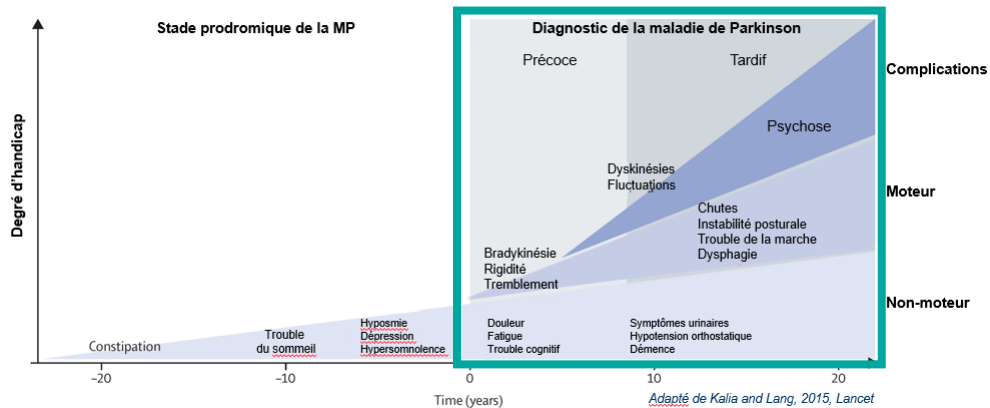 Stade prodromique de la MP
Diagnostic de la maladie de Parkinson
Précoce
Tardif
Complications
Psychose
Dyskinésies
Fluctuations
Degré d'handicap
Moteur
Chutes
Instabilité posturale
Trouble de la marche
Dysphagie
Bradykinésie
Rigidité
Tremblement
Non-moteur
Constipation
Trouble
du sommeil
Hyposmie
Dépression
Hypersomnolence
Douleur
Fatigue
Trouble cognitif
Symptômes urinaires
Hypotension orthostatique
Démence
–20
–10
0
10
20
Time (years)
Adapté de Kalia and Lang, 2015, Lancet